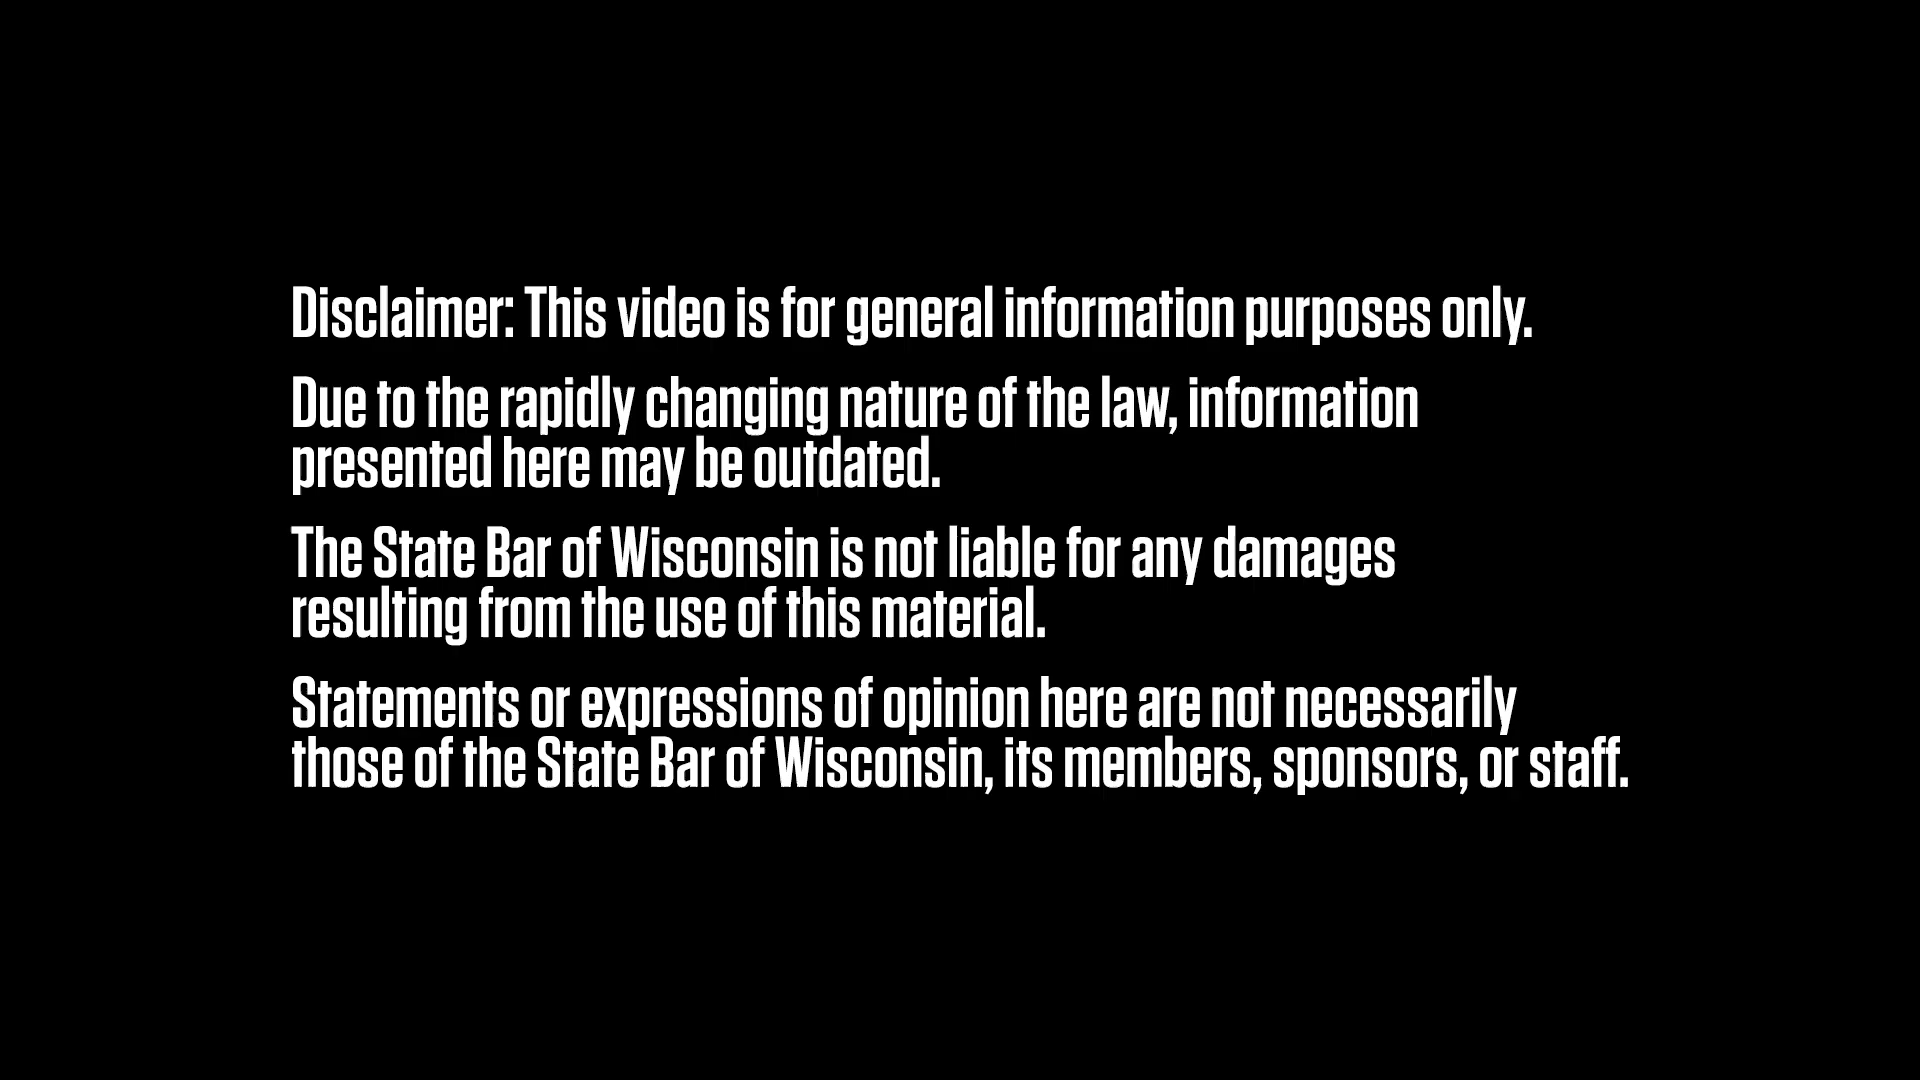 Disclaimer: This video is for general information purposes only.
Due to the rapidly changing nature of the law, information
presented here may be outdated.
The State Bar of Wisconsin is not liable for any damages
resulting from the use of this material.
Statements or expressions of opinion here are not necessarily
those of the State Bar of Wisconsin, its members, sponsors, or staff.